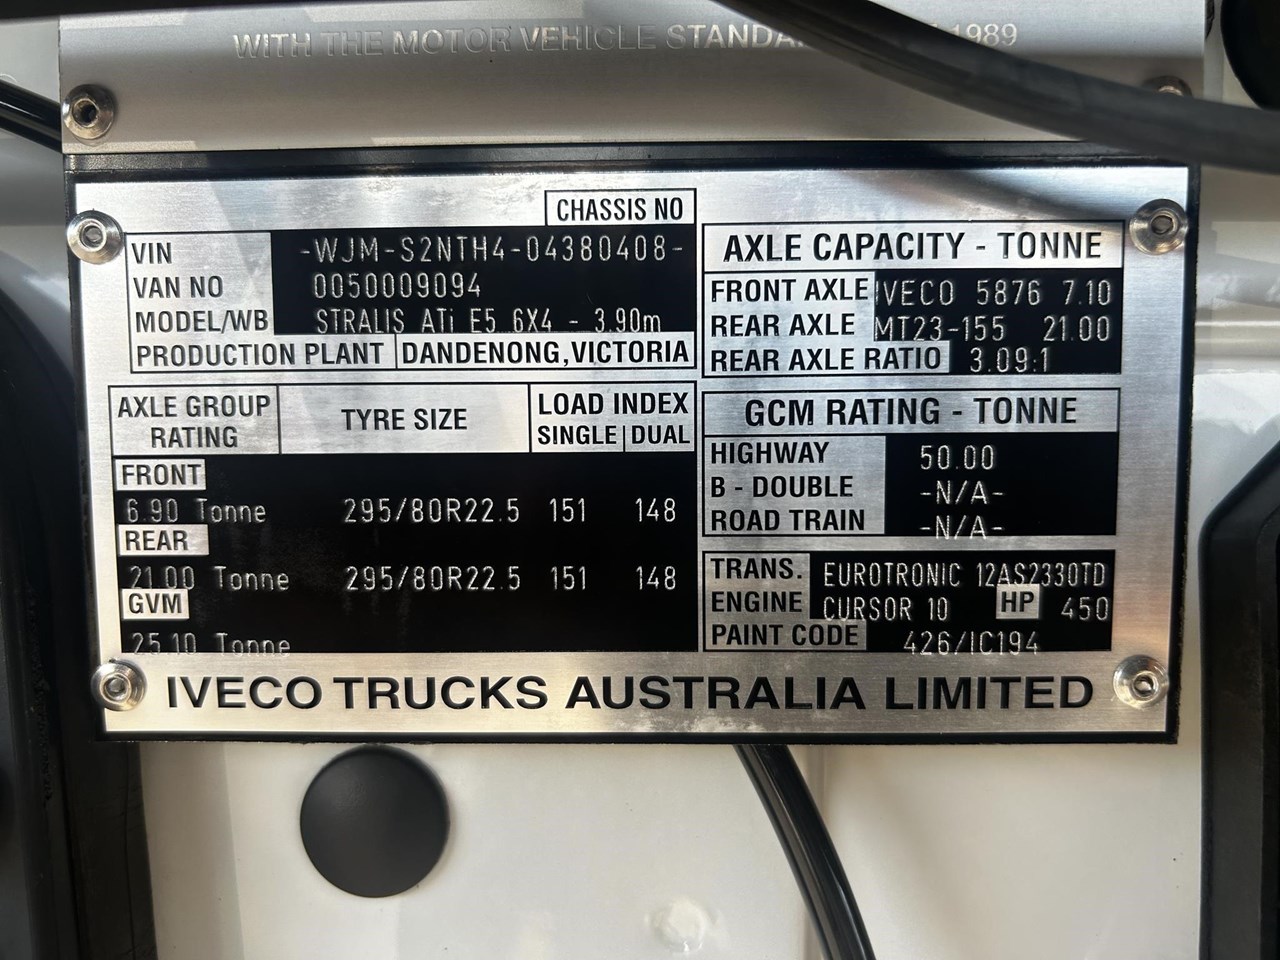 WITH THE MOTOR VEHICLE STANDA 1989
CHASSIS NO
VIN -WJM-S2NTH4-04380408-
VAN NO 0050009094
MODEL/WB STRALIS ATi E5 6X4 - 3.90m
PRODUCTION PLANT DANDENONG,VICTORIA
AXLE GROUP RATING TYRE SIZE LOAD INDEX
SINGLE DUAL
FRONT
6.90 Tonne 295/80R22.5 151 148
REAR
21.00 Tonne 295/80R22.5 151 148
GVM
25.10 Tonne
AXLE CAPACITY - TONNE
FRONT AXLE IVECO 5876 7.10
REAR AXLE MT23-155 21.00
REAR AXLE RATIO 3.09:1
GCM RATING - TONNE
HIGHWAY 50.00
B - DOUBLE -N/A-
ROAD TRAIN -N/A-
TRANS. EUROTRONIC 12AS2330TD
ENGINE CURSOR 10 HP 450
PAINT CODE 426/IC194
IVECO TRUCKS AUSTRALIA LIMITED